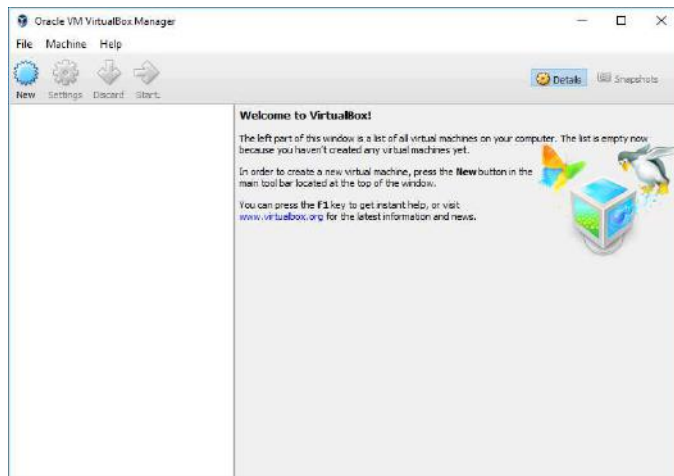 Oracle VM VirtualBox Manager
File Machine Help
New Settings Discard Start
Details Snapshots
Welcome to VirtualBox!
The left part of this window is a list of all virtual machines on your computer. The list is empty now
because you haven't created any virtual machines yet.
In order to create a new virtual machine, press the New button in the
main tool bar located at the top of the window.
You can press the F1 key to get instant help, or visit
www.virtualbox.org for the latest information and news.